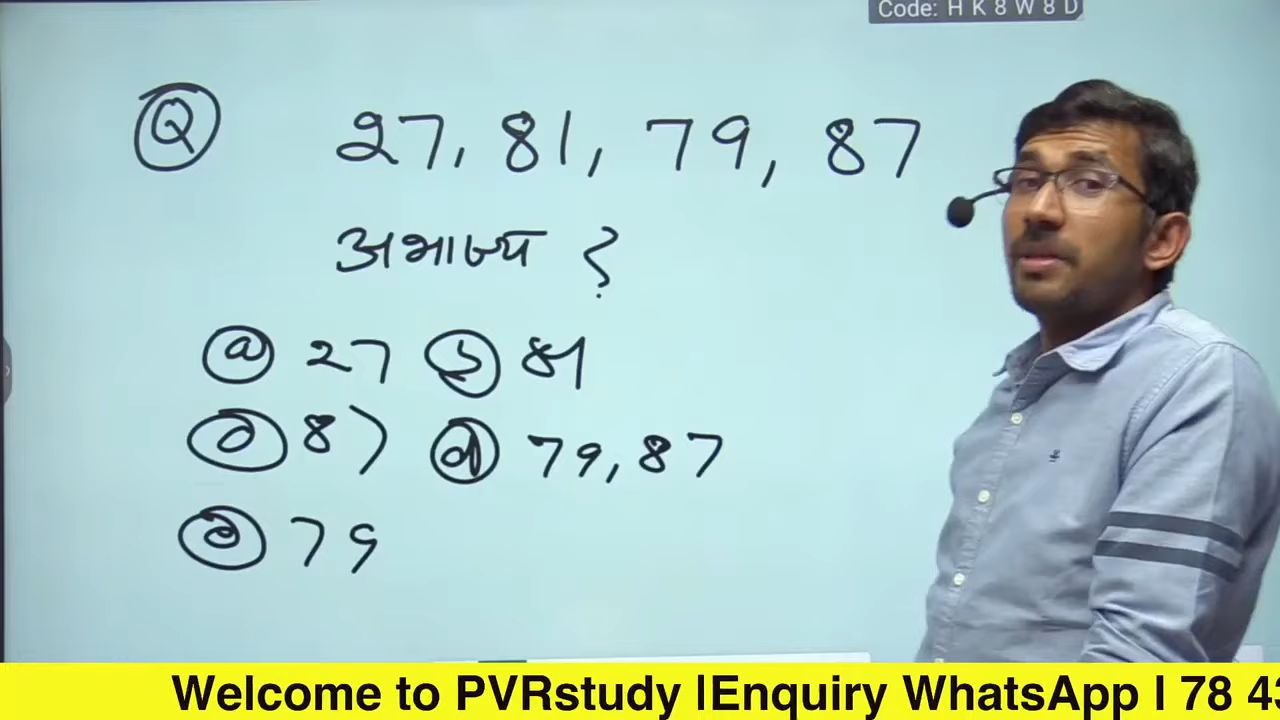 Code: H K 8 W 8 D
Q 27, 81, 79, 87
अभाज्य ?
a 27 b 81
c 87 d 79, 87
e 79
Welcome to PVRstudy |Enquiry WhatsApp | 78 43